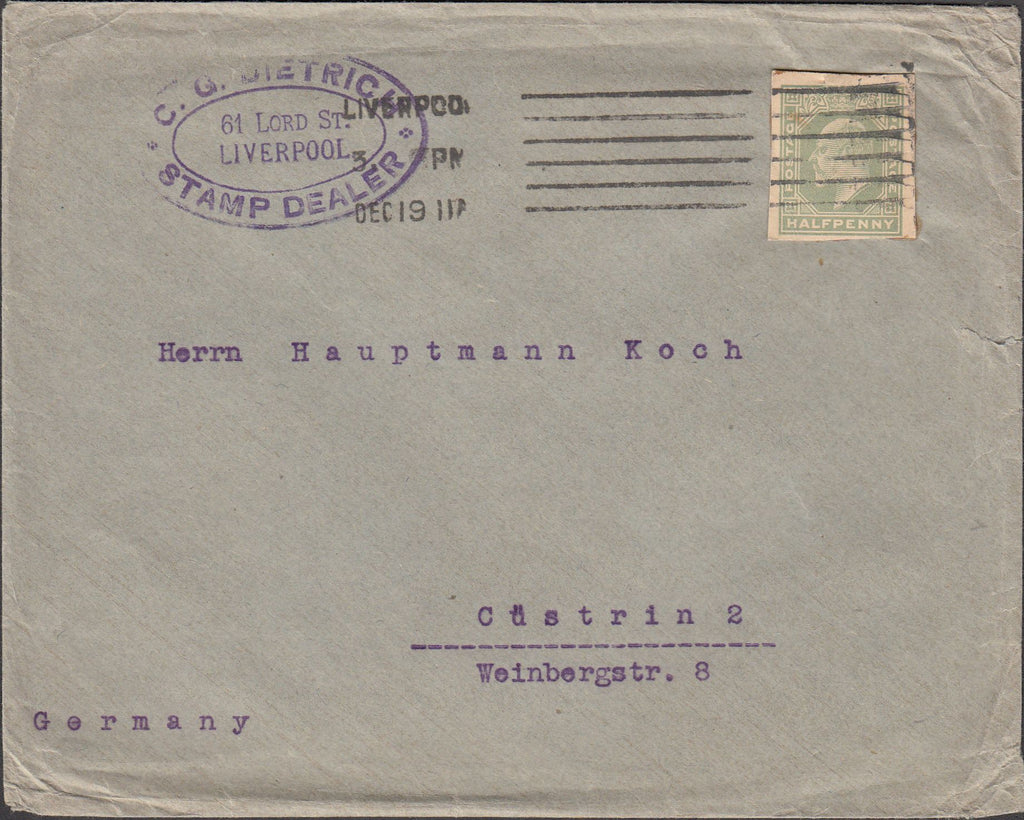 C. G. DIETRICH
61 LORD ST.
LIVERPOOL
STAMP DEALER
LIVERPOOL
PM
DEC 19 11
HALFPENNY
Herrn Hauptmann Koch
Cüstrin 2
Weinbergstr. 8
Germany